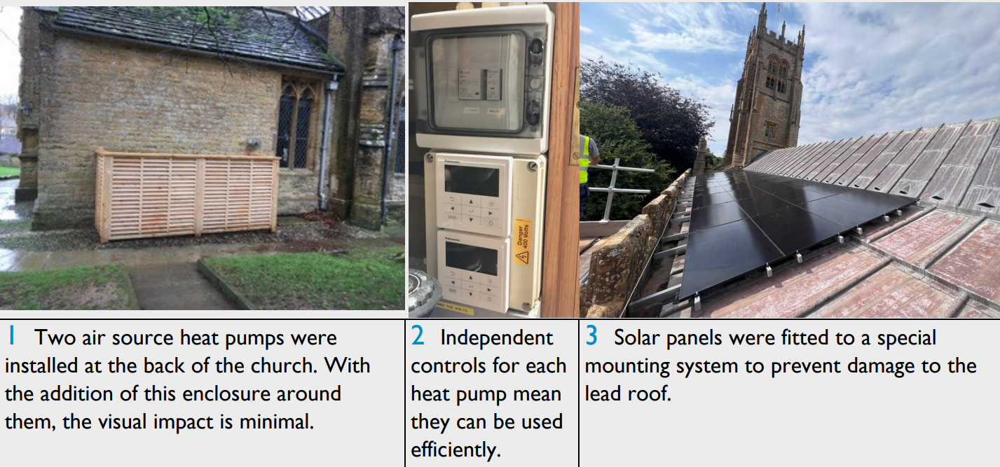 Panasonic
Danger
400 Volts
Panasonic
1 Two air source heat pumps were
installed at the back of the church. With
the addition of this enclosure around
them, the visual impact is minimal.
2 Independent
controls for each
heat pump mean
they can be used
efficiently.
3 Solar panels were fitted to a special
mounting system to prevent damage to the
lead roof.